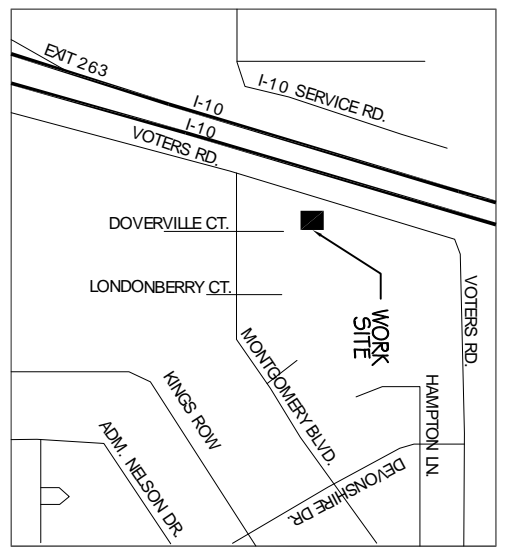 EXIT 263
I-10
I-10 SERVICE RD.
I-10
VOTERS RD.
DOVERVILLE CT.
LONDONBERRY CT.
WORK
SITE
VOTERS RD.
MONTGOMERY BLVD.
KINGS ROW
HAMPTON LN.
ADM. NELSON DR.
DEVONSHIRE DR.